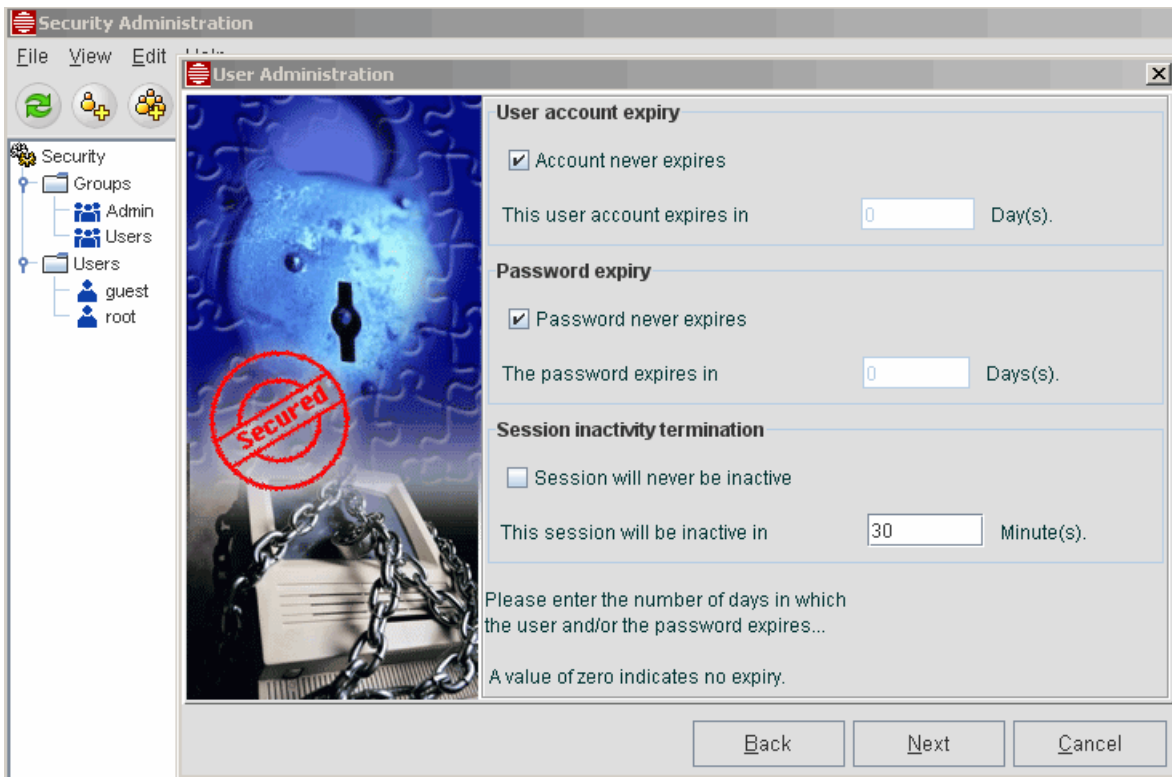 Security Administration
File View Edit
User Administration
Security
Groups
Admin
Users
Users
guest
root
Secured
User account expiry
Account never expires
This user account expires in 0 Day(s).
Password expiry
Password never expires
The password expires in 0 Days(s).
Session inactivity termination
Session will never be inactive
This session will be inactive in 30 Minute(s).
Please enter the number of days in which
the user and/or the password expires...
A value of zero indicates no expiry.
Back Next Cancel